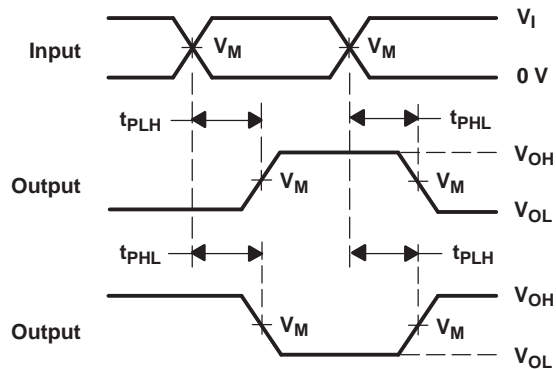 V_I
Input V_M V_M
0 V
t_PLH t_PHL
V_OH
Output V_M V_M
V_OL
t_PHL t_PLH
V_OH
Output V_M V_M
V_OL